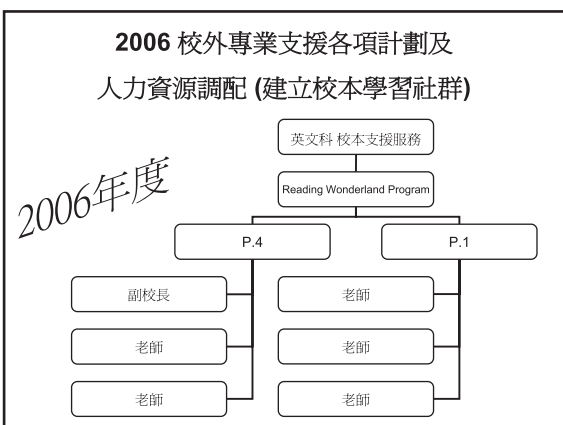 2006 校外專業支援各項計劃及
人力資源調配 (建立校本學習社群)
2006年度
英文科 校本支援服務
Reading Wonderland Program
P.4
P.1
副校長
老師
老師
老師
老師
老師